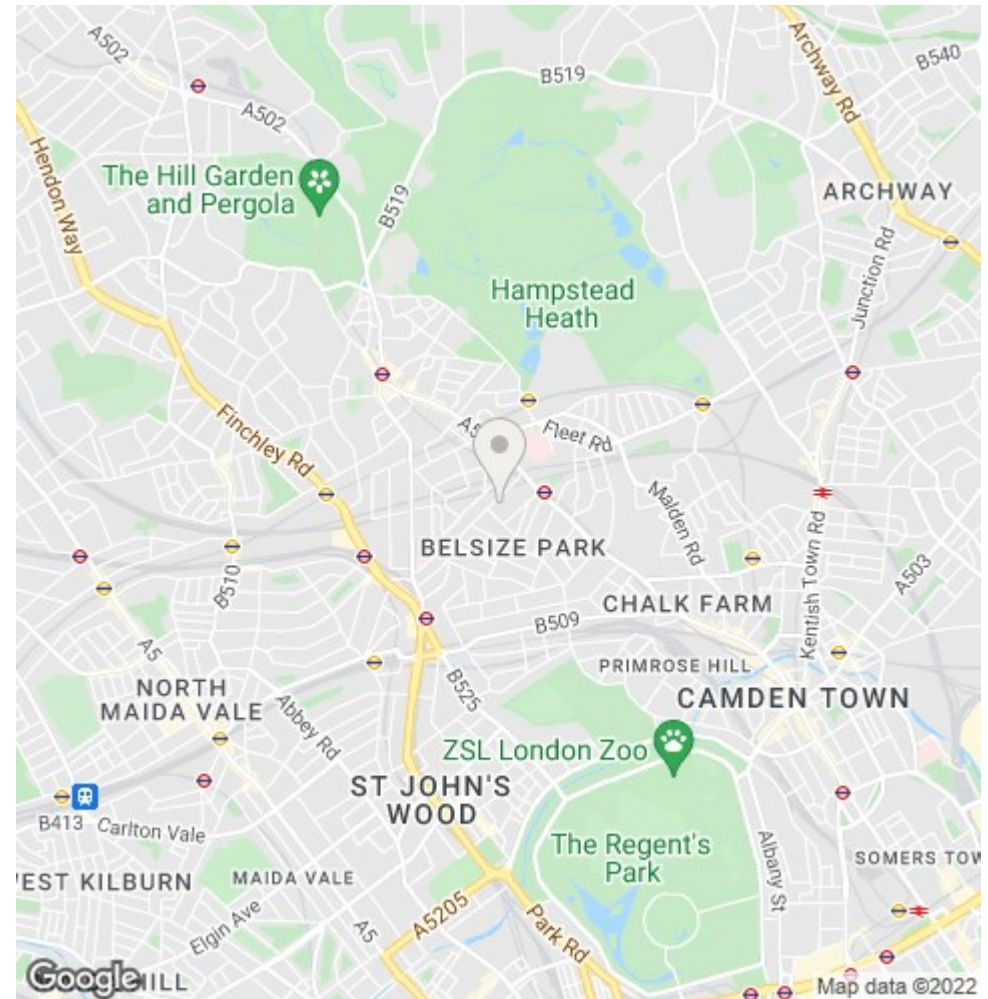 A502
B519
B540
Archway Rd
A502
Hendon Way
The Hill Garden
and Pergola
B519
ARCHWAY
Junction Rd
Hampstead
Heath
Finchley Rd
Fleet Rd
Malden Rd
Kentish Town Rd
BELSIZE PARK
A503
B510
CHALK FARM
B509
A5
PRIMROSE HILL
NORTH
MAIDA VALE
B525
CAMDEN TOWN
Abbey Rd
ZSL London Zoo
ST JOHN'S
WOOD
B413
Carlton Vale
The Regent's
Park
Albany St
SOMERS TOW
EST KILBURN
MAIDA VALE
Elgin Ave
A5
A5205
Park Rd
Google
HILL
Map data ©2022